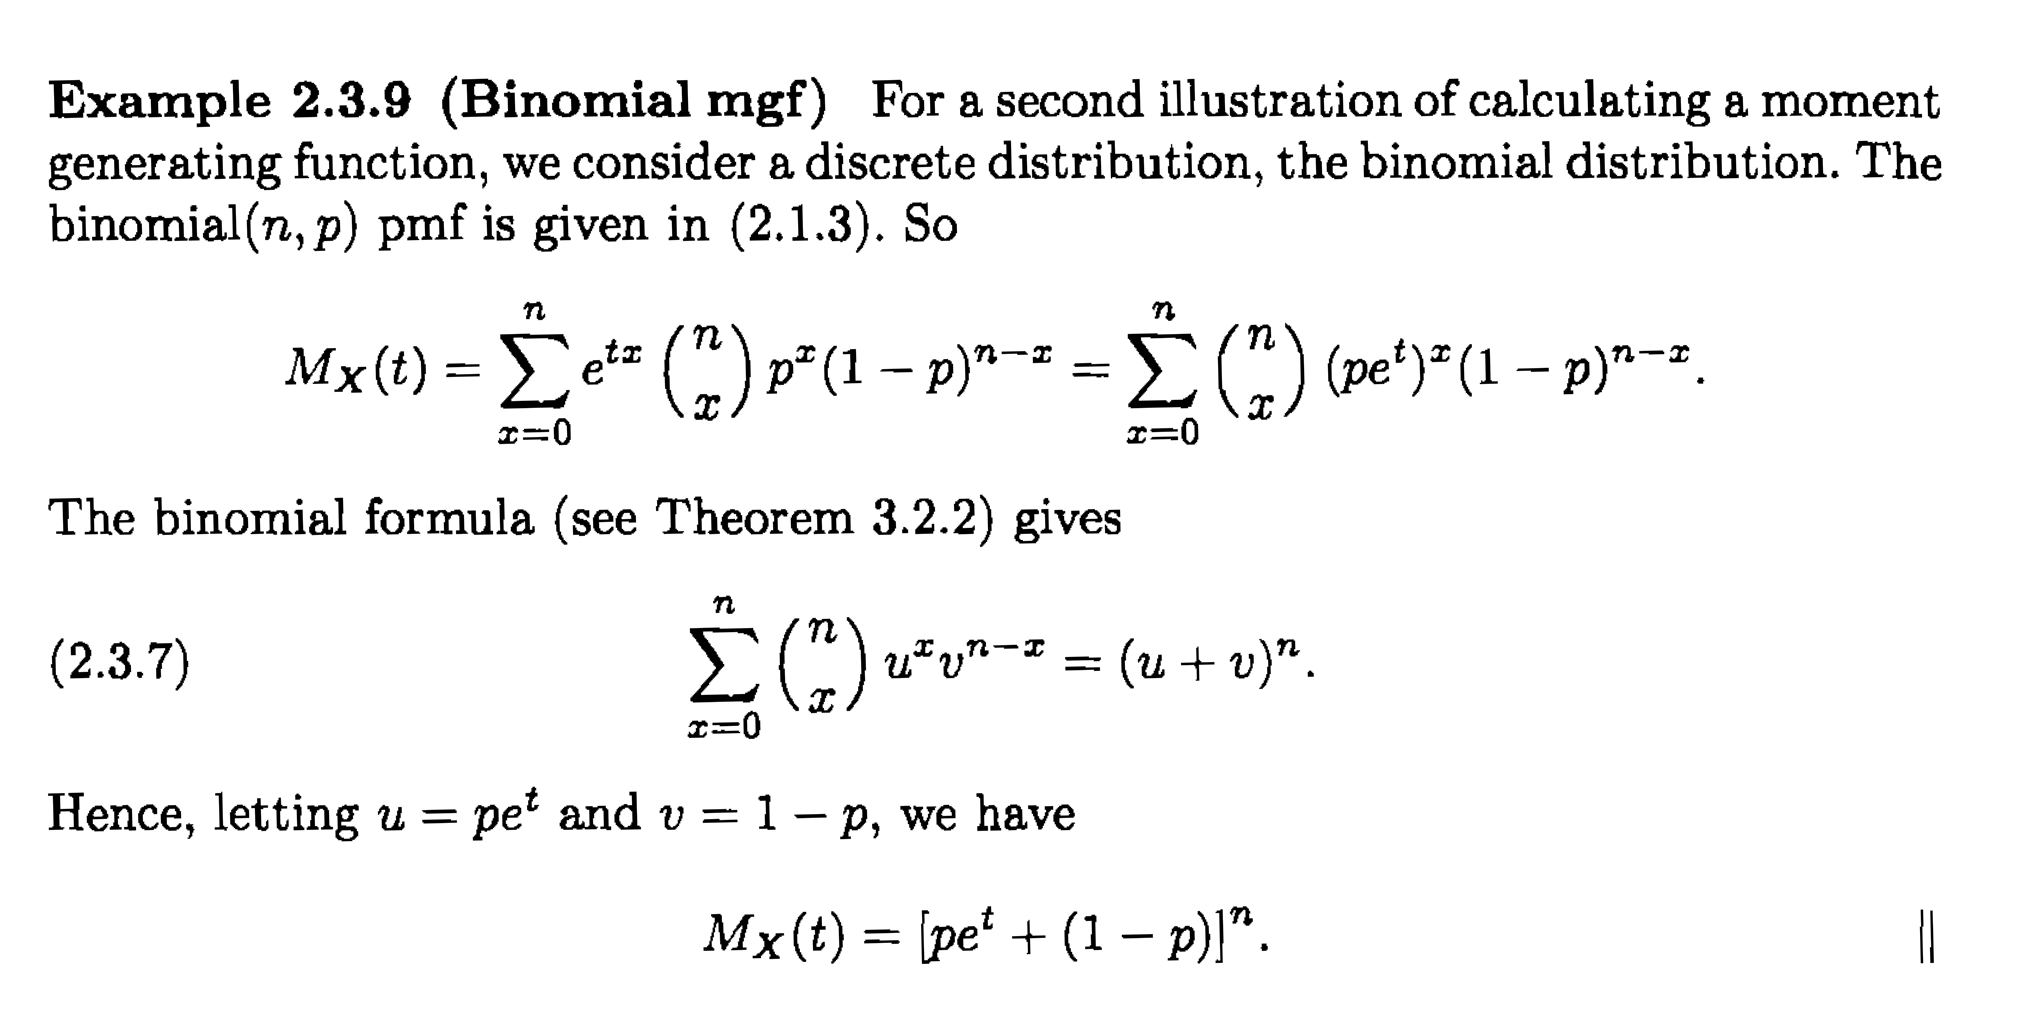 Example 2.3.9 (Binomial mgf) For a second illustration of calculating a moment
generating function, we consider a discrete distribution, the binomial distribution. The
binomial(n, p) pmf is given in (2.1.3). So
M_X(t) = \sum_{x=0}^{n} e^{tx} \binom{n}{x} p^x (1 - p)^{n-x} = \sum_{x=0}^{n} \binom{n}{x} (pe^t)^x (1 - p)^{n-x}.
The binomial formula (see Theorem 3.2.2) gives
(2.3.7) \sum_{x=0}^{n} \binom{n}{x} u^x v^{n-x} = (u + v)^n.
Hence, letting u = pe^t and v = 1 - p, we have
M_X(t) = [pe^t + (1 - p)]^n. ||